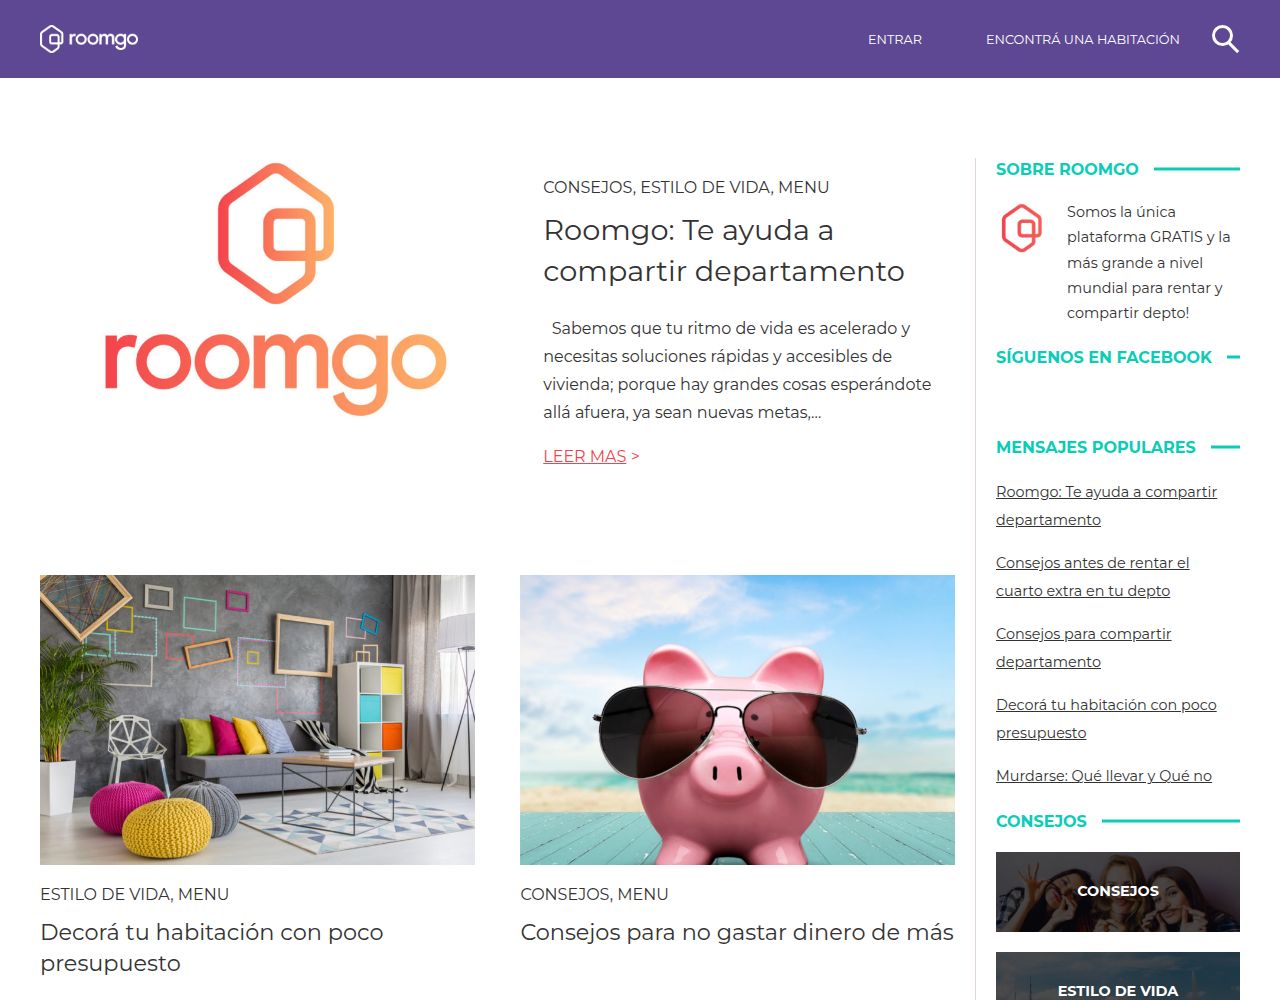 roomgo
ENTRAR
ENCONTRÁ UNA HABITACIÓN
roomgo
CONSEJOS, ESTILO DE VIDA, MENU
Roomgo: Te ayuda a
compartir departamento
Sabemos que tu ritmo de vida es acelerado y
necesitas soluciones rápidas y accesibles de
vivienda; porque hay grandes cosas esperándote
allá afuera, ya sean nuevas metas,...
LEER MAS >
ESTILO DE VIDA, MENU
Decorá tu habitación con poco
presupuesto
CONSEJOS, MENU
Consejos para no gastar dinero de más
SOBRE ROOMGO
Somos la única
plataforma GRATIS y la
más grande a nivel
mundial para rentar y
compartir depto!
SÍGUENOS EN FACEBOOK
MENSAJES POPULARES
Roomgo: Te ayuda a compartir
departamento
Consejos antes de rentar el
cuarto extra en tu depto
Consejos para compartir
departamento
Decorá tu habitación con poco
presupuesto
Murdarse: Qué llevar y Qué no
CONSEJOS
CONSEJOS
ESTILO DE VIDA